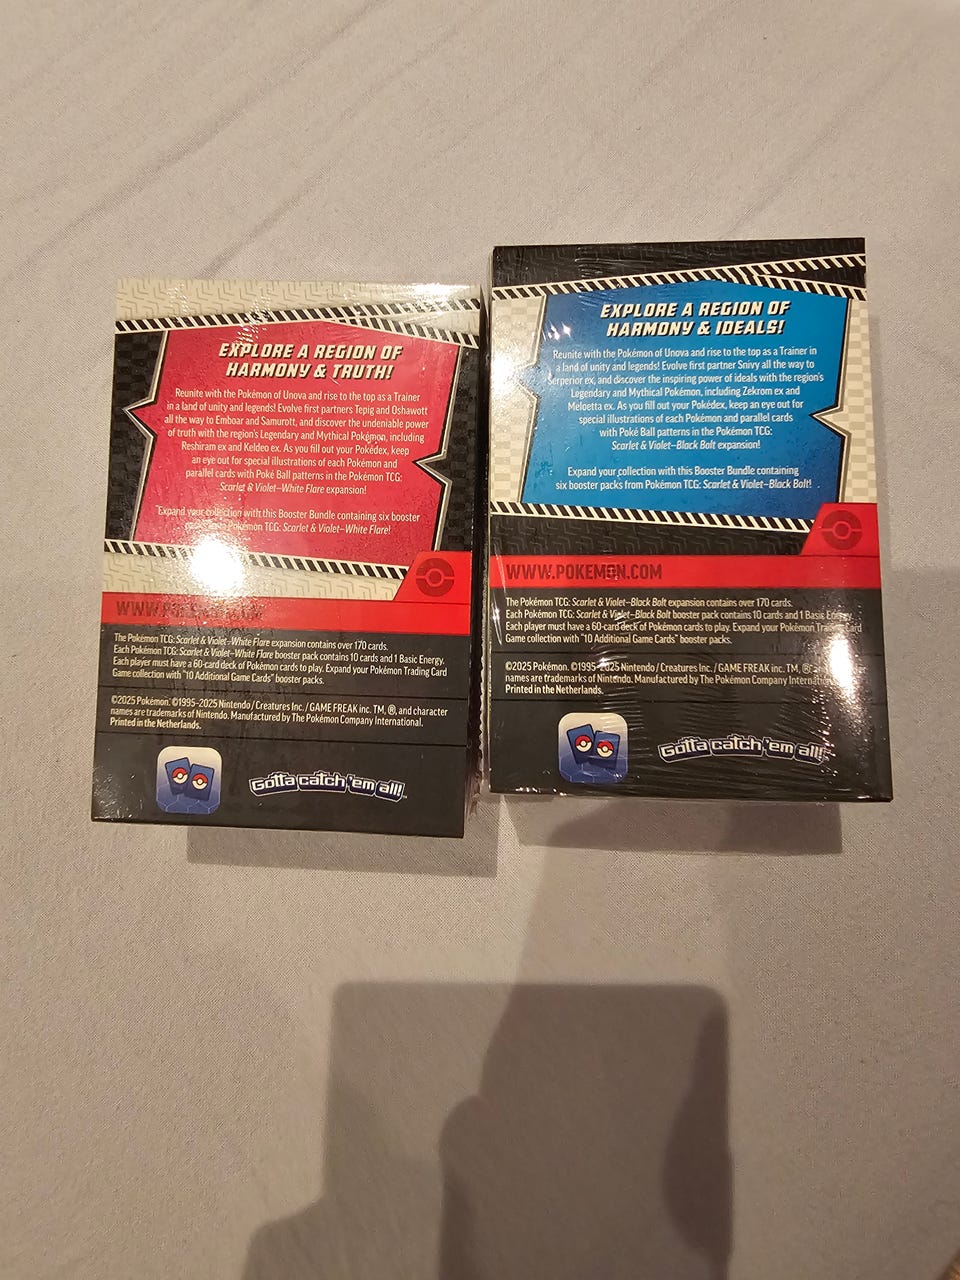 EXPLORE A REGION OF
HARMONY & TRUTH!
Reunite with the Pokémon of Unova and rise to the top as a Trainer
in a land of unity and legends! Evolve first partners Tepig and Oshawott
all the way to Emboar and Samurott, and discover the undeniable power
of truth with the region's Legendary and Mythical Pokémon, including
Reshiram ex and Keldeo ex. As you fill out your Pokédex, keep
an eye out for special illustrations of each Pokémon and
parallel cards with Poké Ball patterns in the Pokémon TCG:
Scarlet & Violet–White Flare expansion!
Expand your collection with this Booster Bundle containing six booster
Pokémon TCG: Scarlet & Violet–White Flare!
The Pokémon TCG: Scarlet & Violet–White Flare expansion contains over 170 cards.
Each Pokémon TCG: Scarlet & Violet–White Flare booster pack contains 10 cards and 1 Basic Energy.
Each player must have a 60-card deck of Pokémon cards to play. Expand your Pokémon Trading Card
Game collection with "10 Additional Game Cards" booster packs.
©2025 Pokémon. ©1995–2025 Nintendo / Creatures Inc. / GAME FREAK inc. TM, ®, and character
names are trademarks of Nintendo. Manufactured by The Pokémon Company International.
Printed in the Netherlands.
Gotta catch 'em all!™
EXPLORE A REGION OF
HARMONY & IDEALS!
Reunite with the Pokémon of Unova and rise to the top as a Trainer in
a land of unity and legends! Evolve first partner Snivy all the way to
Serperior ex, and discover the inspiring power of ideals with the region's
Legendary and Mythical Pokémon, including Zekrom ex and
Meloetta ex. As you fill out your Pokédex, keep an eye out for
special illustrations of each Pokémon and parallel cards
with Poké Ball patterns in the Pokémon TCG:
Scarlet & Violet–Black Bolt expansion!
Expand your collection with this Booster Bundle containing
six booster packs from Pokémon TCG: Scarlet & Violet–Black Bolt!
WWW.POKEMON.COM
The Pokémon TCG: Scarlet & Violet–Black Bolt expansion contains over 170 cards.
Each Pokémon TCG: Scarlet & Violet–Black Bolt booster pack contains 10 cards and 1 Basic Energy.
Each player must have a 60-card deck of Pokémon cards to play. Expand your Pokémon Trading Card
Game collection with "10 Additional Game Cards" booster packs.
©2025 Pokémon. ©1995–2025 Nintendo / Creatures Inc. / GAME FREAK inc. TM, ®,
names are trademarks of Nintendo. Manufactured by The Pokémon Company
Printed in the Netherlands.
Gotta catch 'em all!™